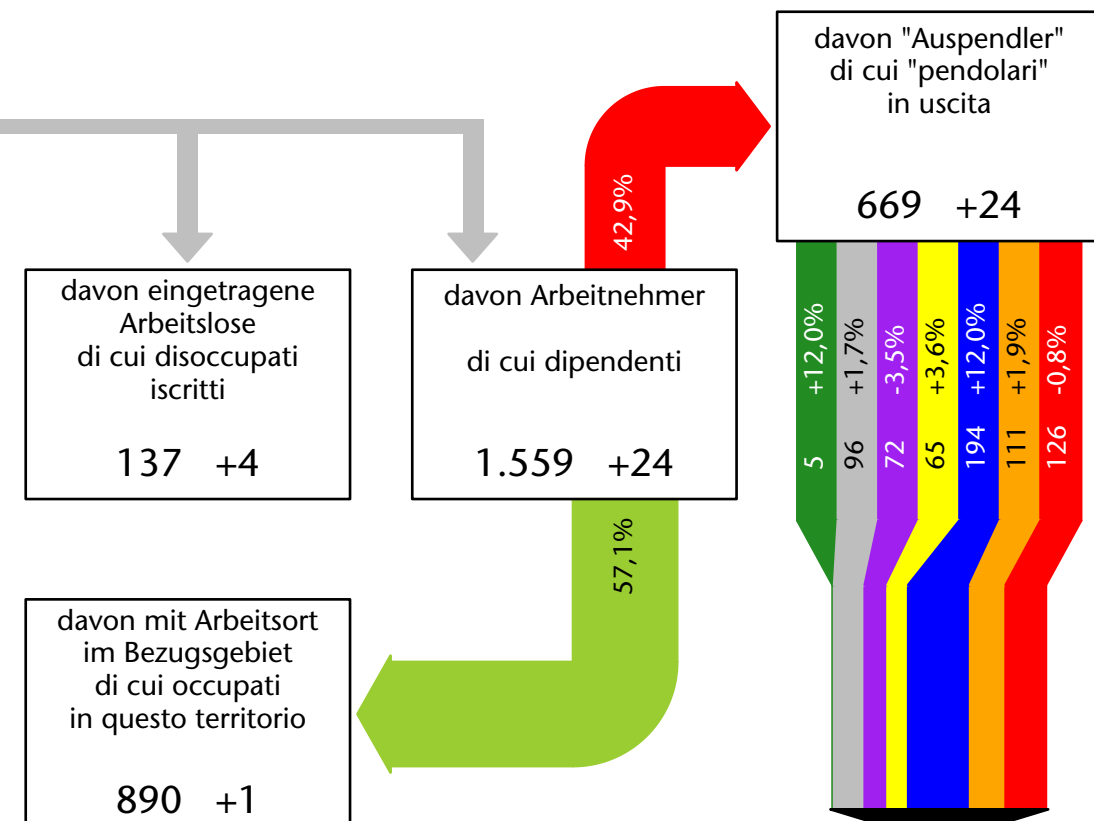 davon "Auspendler"
di cui "pendolari"
in uscita
669 +24
42,9%
davon eingetragene
Arbeitslose
di cui disoccupati
iscritti
137 +4
davon Arbeitnehmer
di cui dipendenti
1.559 +24
5 +12,0%
96 +1,7%
72 -3,5%
65 +3,6%
194 +12,0%
111 +1,9%
126 -0,8%
57,1%
davon mit Arbeitsort
im Bezugsgebiet
di cui occupati
in questo territorio
890 +1